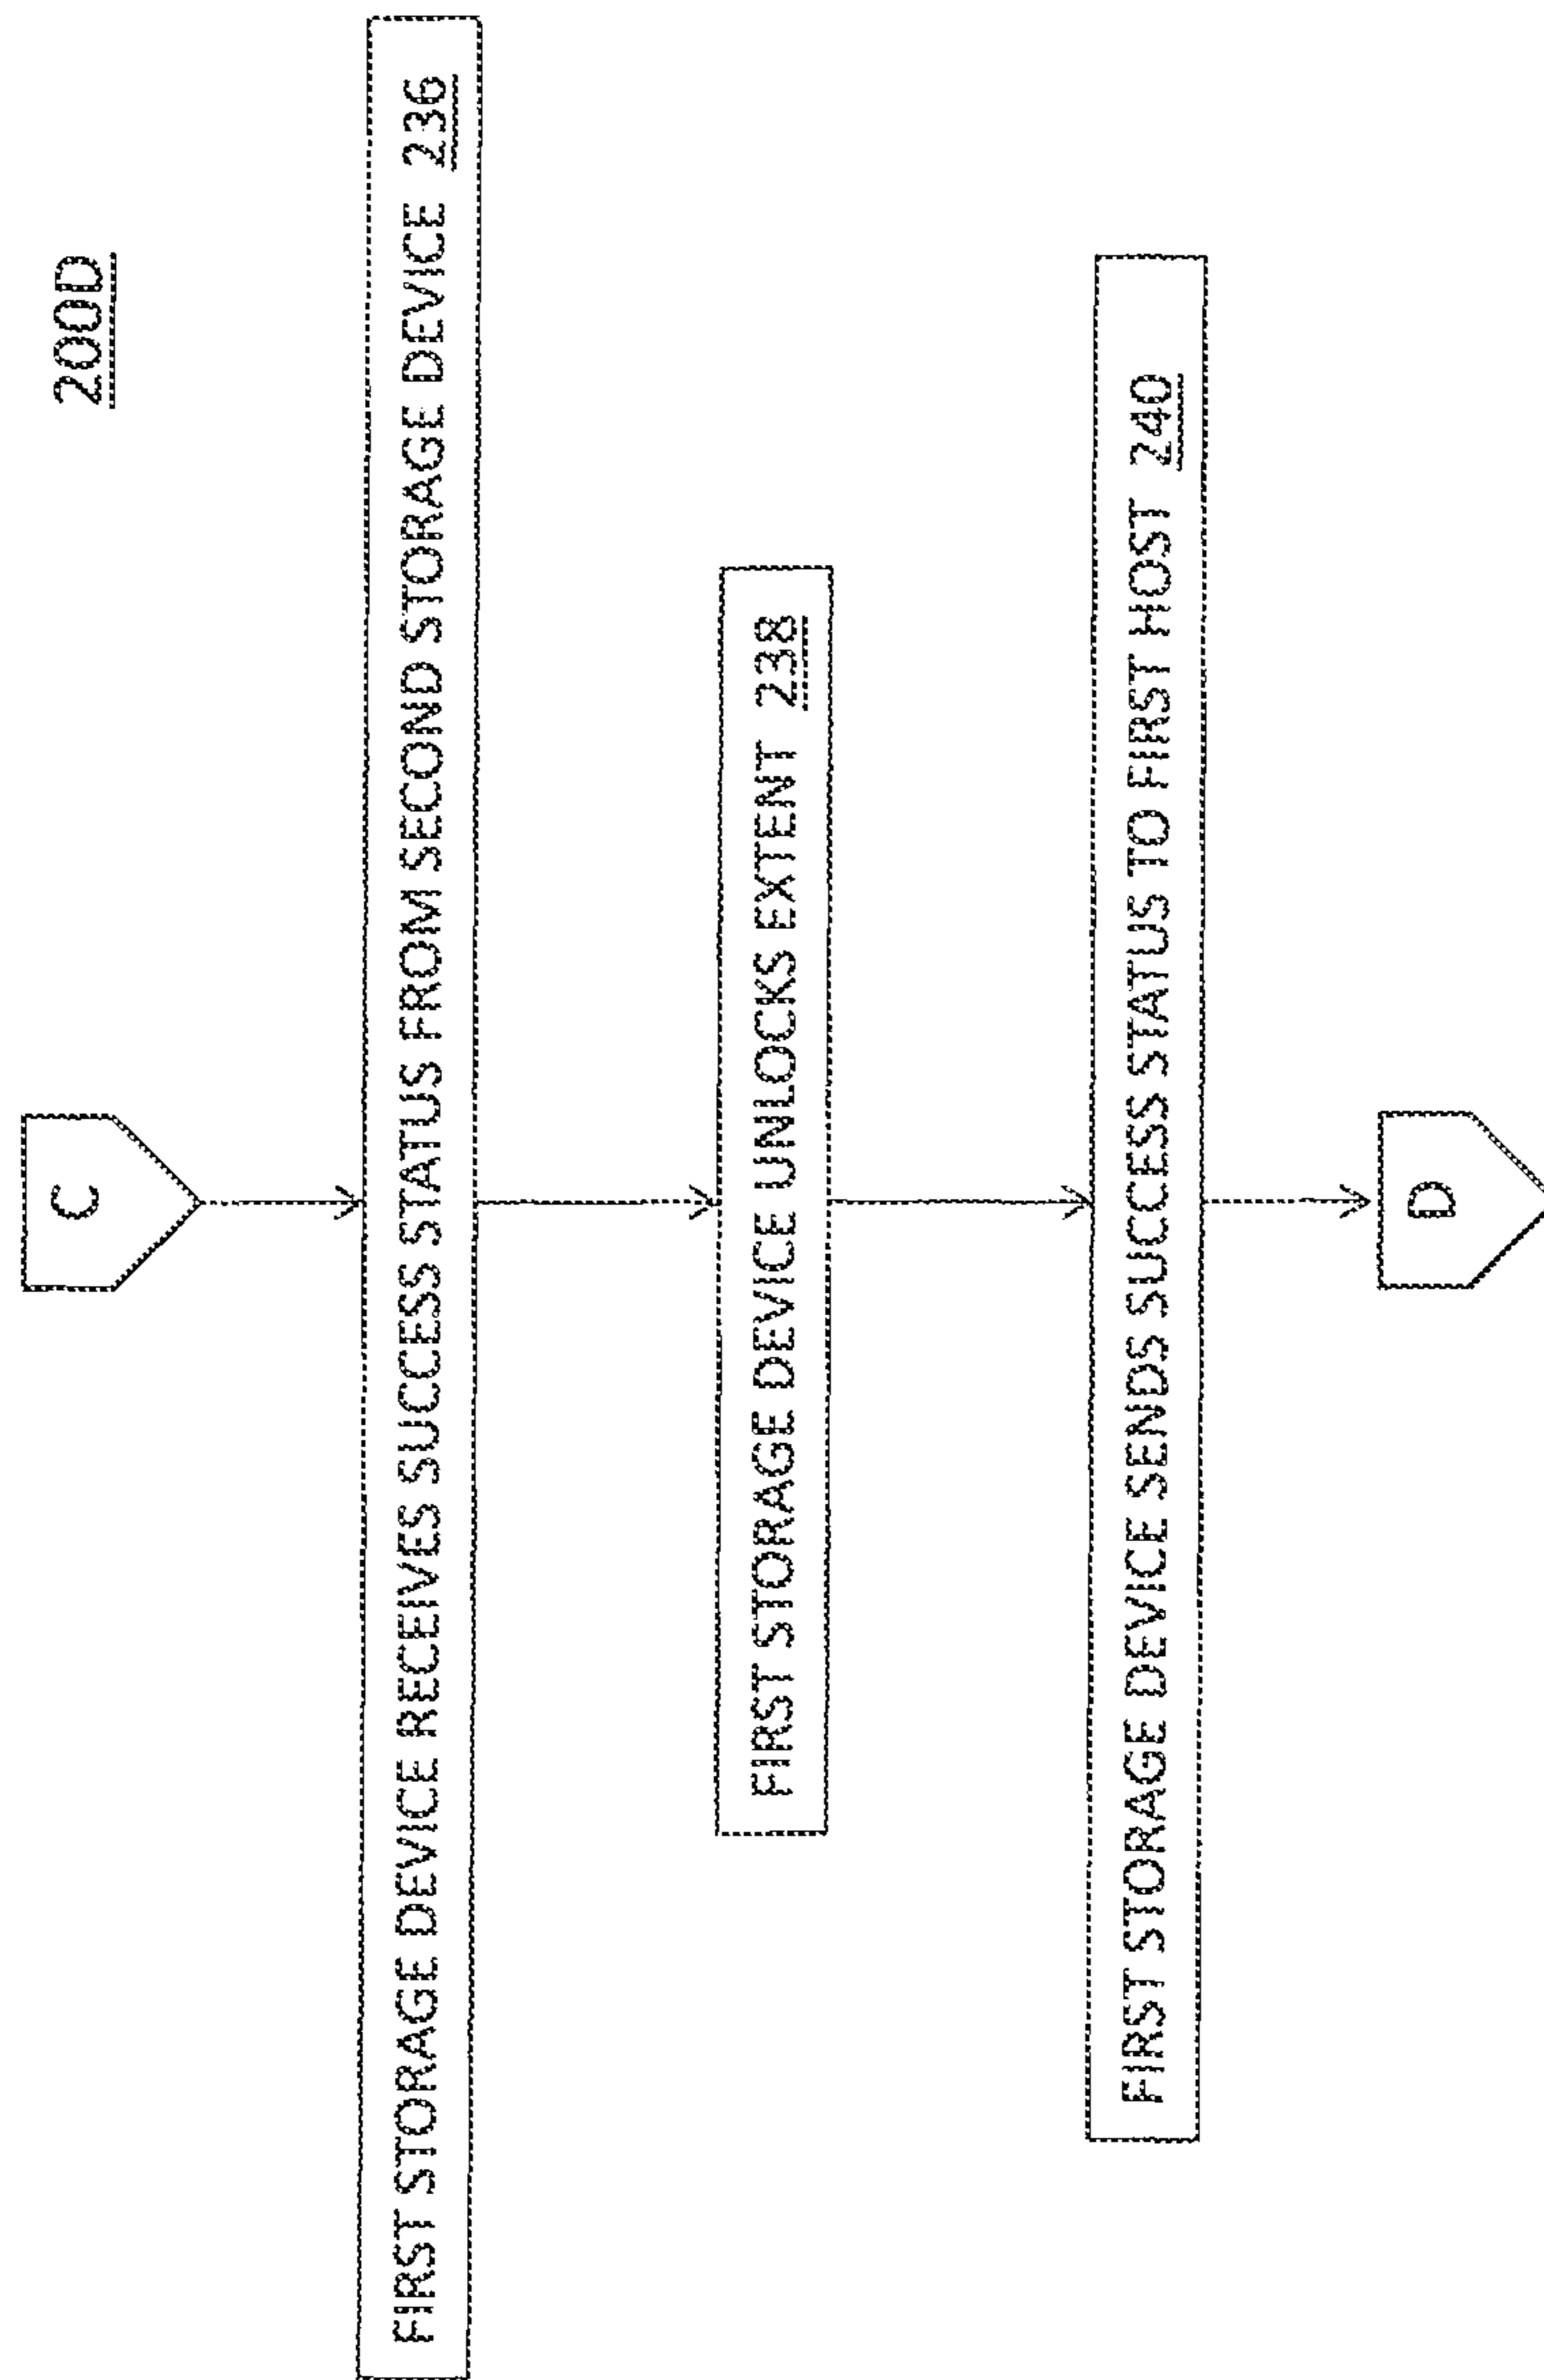 200D
C
FIRST STORAGE DEVICE RECEIVES SUCCESS STATUS FROM SECOND STORAGE DEVICE 236
FIRST STORAGE DEVICE UNLOCKS EXTENT 238
FIRST STORAGE DEVICE SENDS SUCCESS STATUS TO FIRST HOST 240
D